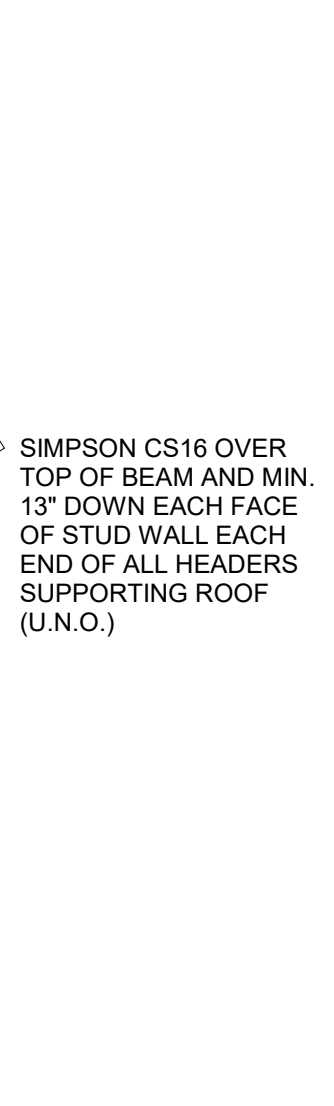 SIMPSON CS16 OVER
TOP OF BEAM AND MIN.
13" DOWN EACH FACE
OF STUD WALL EACH
END OF ALL HEADERS
SUPPORTING ROOF
(U.N.O.)